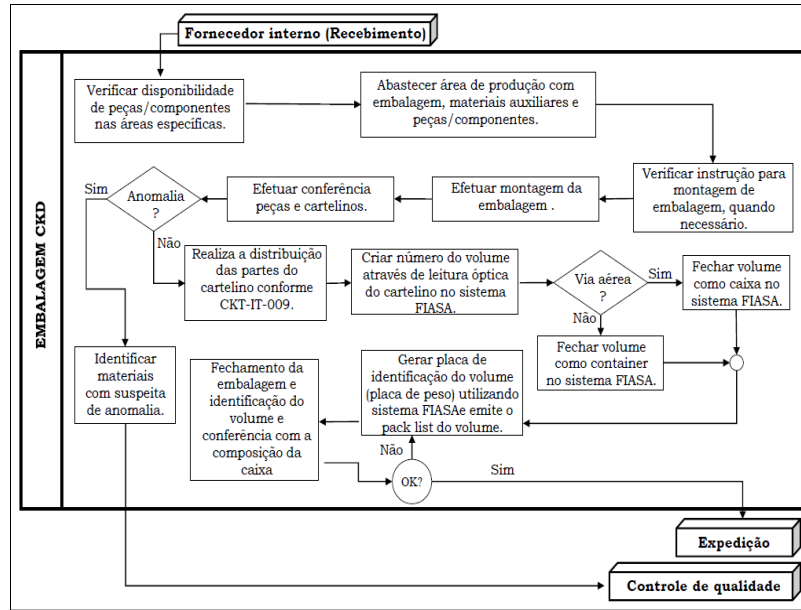 Fornecedor interno (Recebimento)
EMBALAGEM CKD
Verificar disponibilidade
de peças/componentes
nas áreas específicas.
Abastecer área de produção com
embalagem, materiais auxiliares e
peças/componentes.
Verificar instrução para
montagem de
embalagem, quando
necessário.
Efetuar montagem da
embalagem .
Efetuar conferência
peças e cartelinos.
Anomalia
?
Sim
Não
Realiza a distribuição
das partes do
cartelino conforme
CKT-IT-009.
Criar número do volume
através de leitura óptica
do cartelino no sistema
FIASA.
Via aérea
?
Sim
Não
Fechar volume
como caixa no
sistema FIASA.
Fechar volume
como container
no sistema FIASA.
Identificar
materiais
com suspeita
de anomalia.
Fechamento da
embalagem e
identificação do
volume e
conferência com a
composição da
caixa
Gerar placa de
identificação do volume
(placa de peso) utilizando
sistema FIASAe emite o
pack list do volume.
Não
OK?
Sim
Expedição
Controle de qualidade